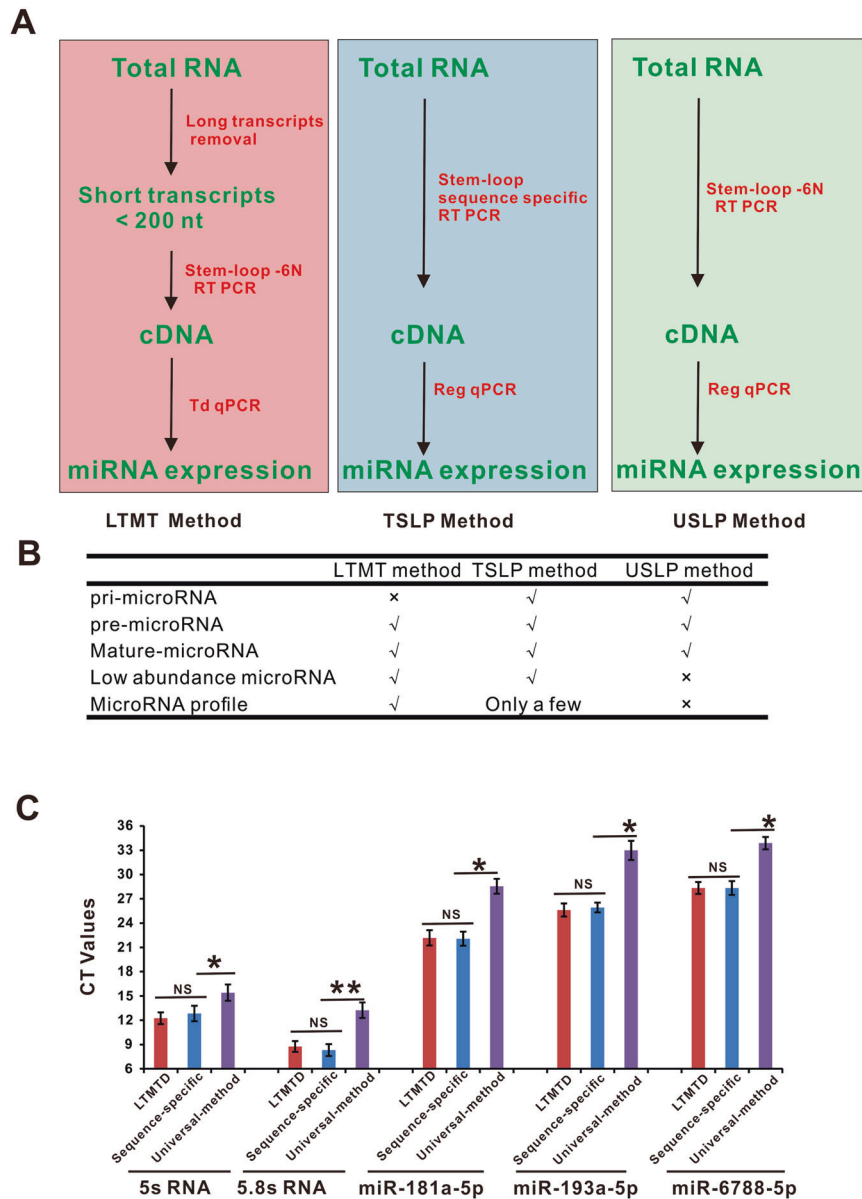 A
Total RNA
Long transcripts
removal
Short transcripts
< 200 nt
Stem-loop -6N
RT PCR
cDNA
Td qPCR
miRNA expression
LTMT Method
Total RNA
Stem-loop
sequence specific
RT PCR
cDNA
Reg qPCR
miRNA expression
TSLP Method
Total RNA
Stem-loop -6N
RT PCR
cDNA
Reg qPCR
miRNA expression
USLP Method
B
LTMT method TSLP method USLP method
pri-microRNA × √ √
pre-microRNA √ √ √
Mature-microRNA √ √ √
Low abundance microRNA √ √ ×
MicroRNA profile √ Only a few ×
C
CT Values
36
33
30
27
24
21
18
15
12
9
6
NS *
NS **
NS *
NS *
NS *
LTMTD Sequence-specific Universal-method
LTMTD Sequence-specific Universal-method
LTMTD Sequence-specific Universal-method
LTMTD Sequence-specific Universal-method
LTMTD Sequence-specific Universal-method
5s RNA 5.8s RNA miR-181a-5p miR-193a-5p miR-6788-5p